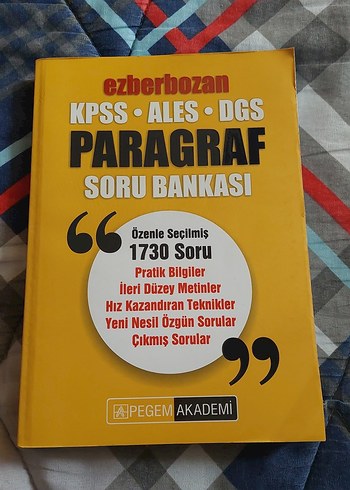 ezberbozan
KPSS • ALES • DGS
PARAGRAF
SORU BANKASI
“
Özenle Seçilmiş
1730 Soru
Pratik Bilgiler
İleri Düzey Metinler
Hız Kazandıran Teknikler
Yeni Nesil Özgün Sorular
Çıkmış Sorular
”
A PEGEM AKADEMİ